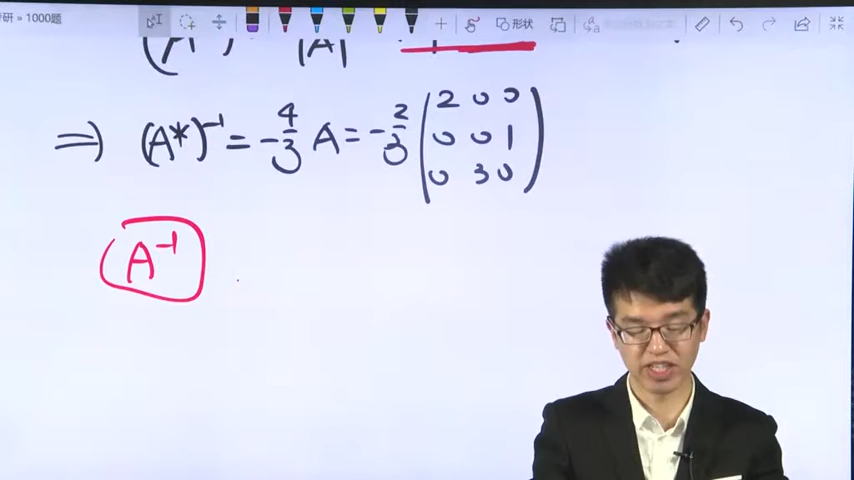 研 » 1000题 形状
|A|
⇒ (A*)⁻¹ = -4/3 A = -2/3 (2 0 0
0 0 1
0 3 0)
A⁻¹